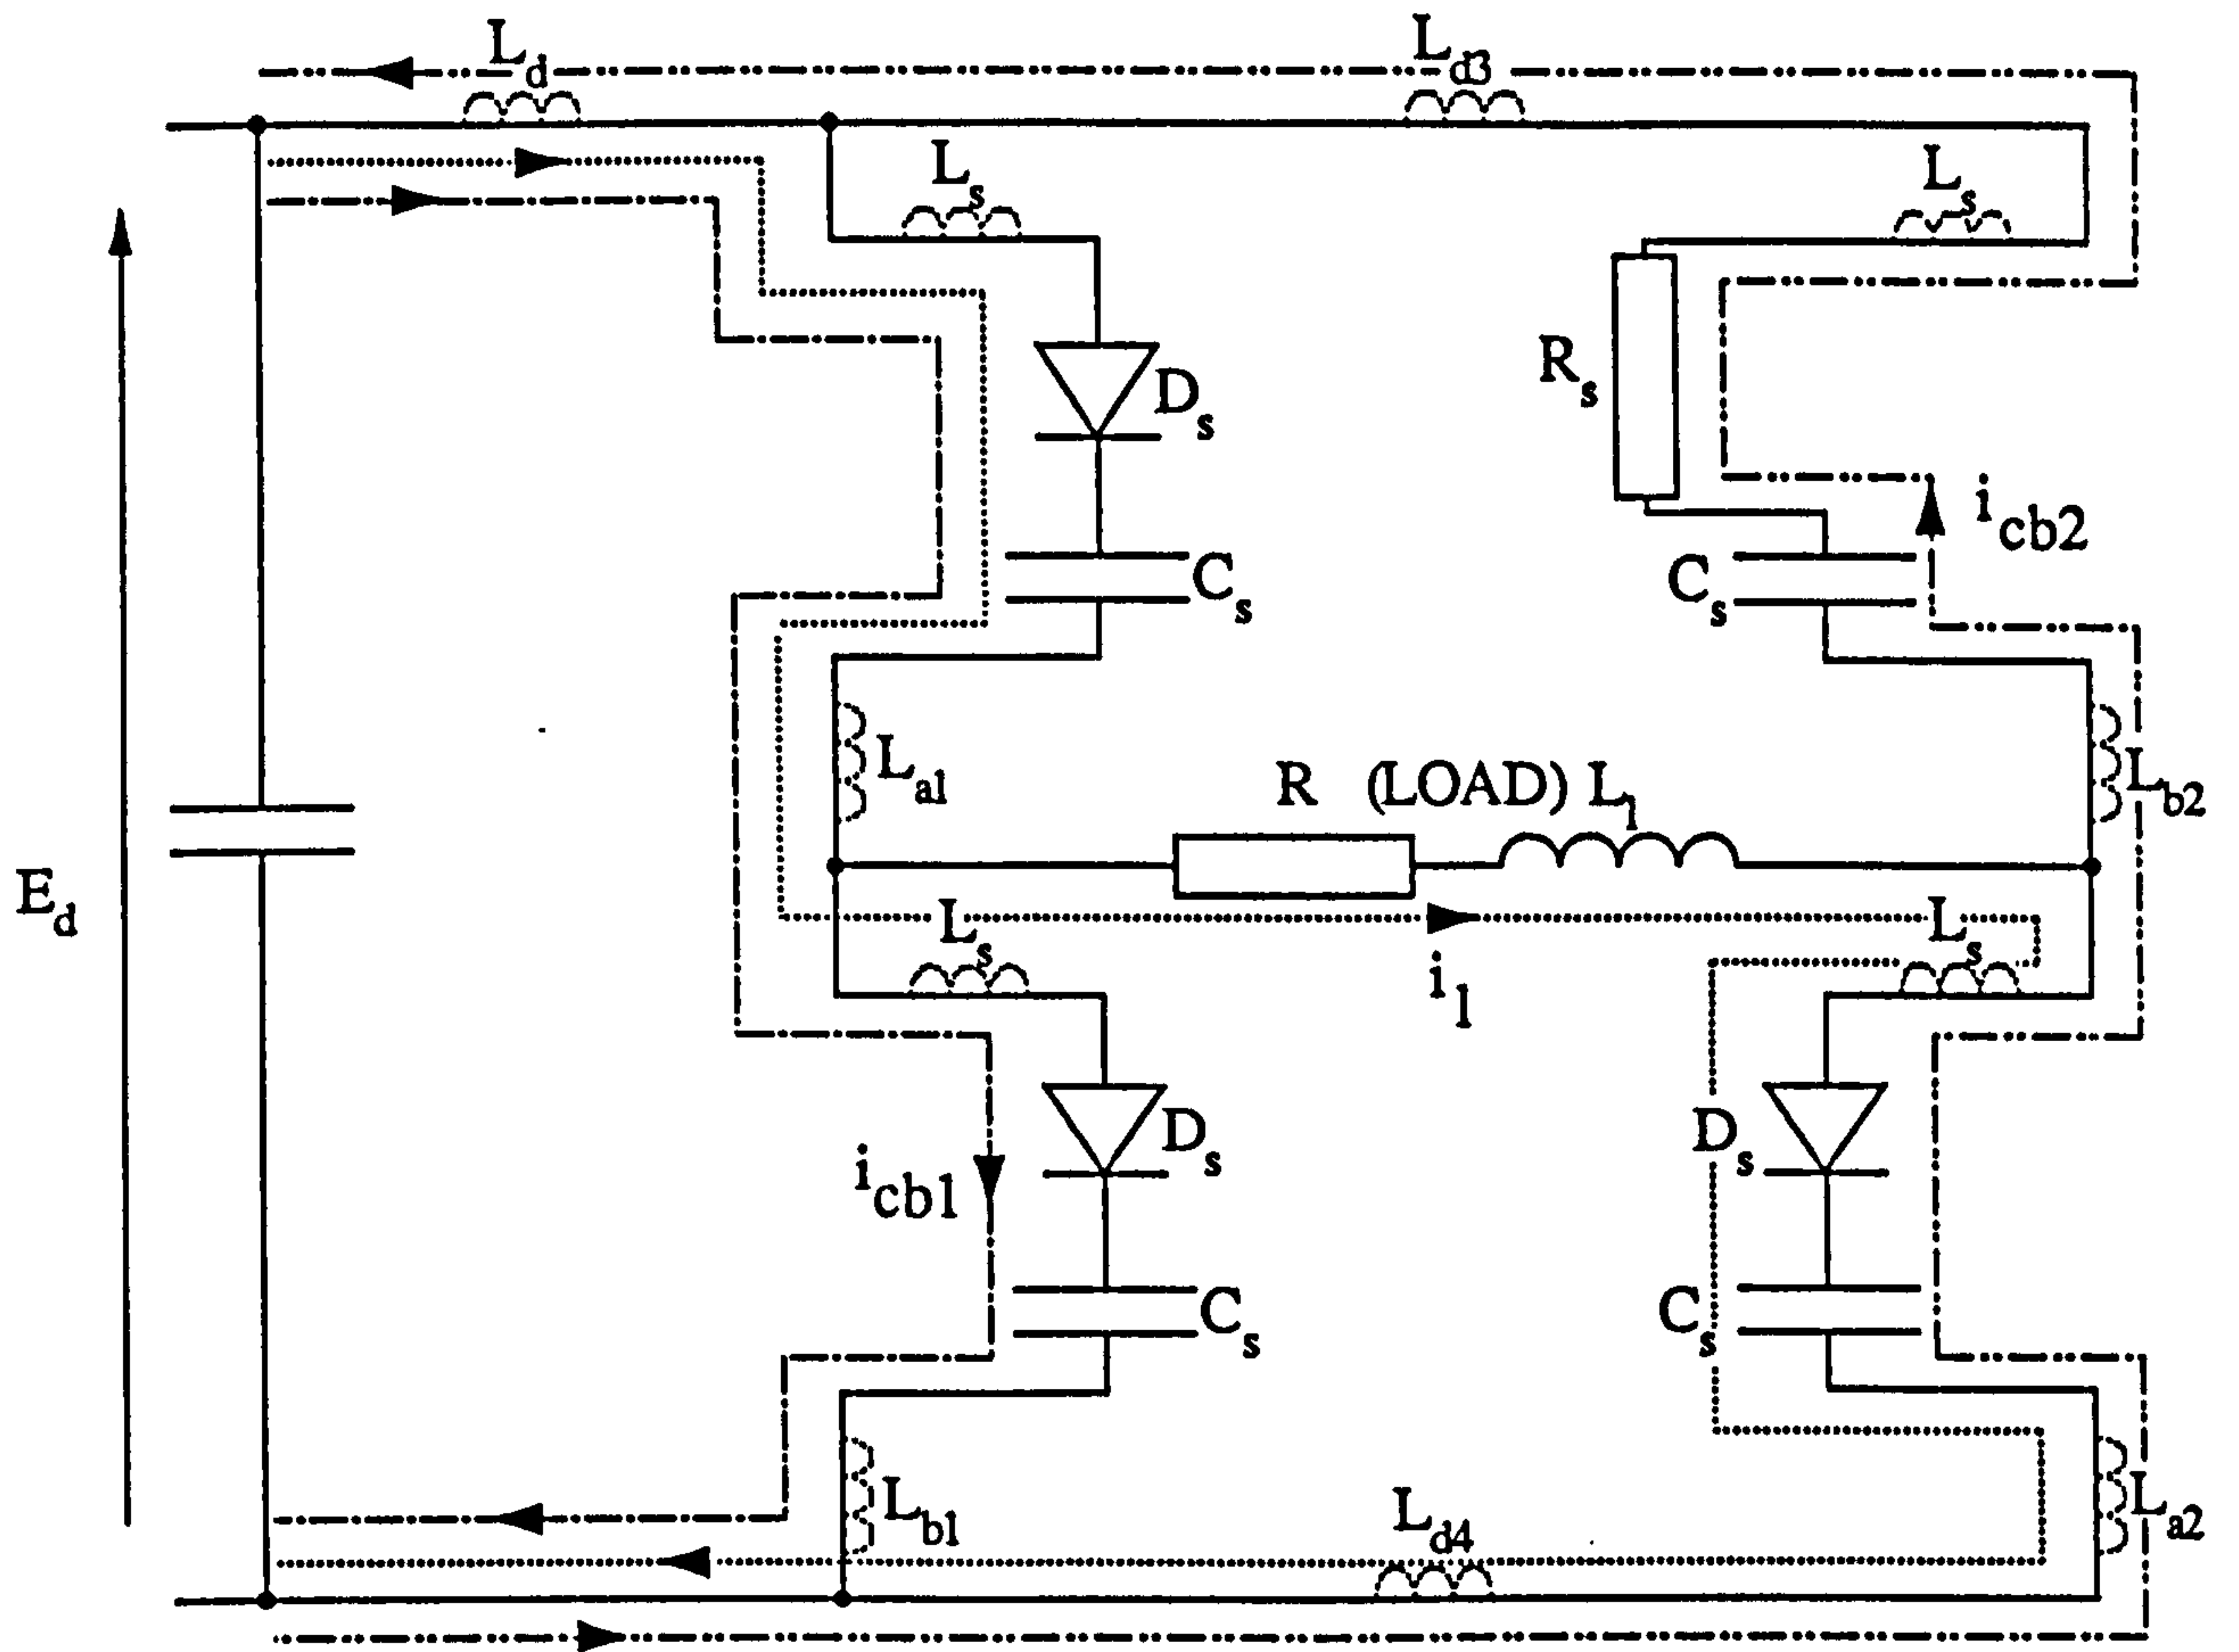 L_d
L_d3
L_s
L_s
D_s
R_s
C_s
C_s
i_cb2
L_a1
R (LOAD) L_l
L_b2
E_d
L_s
L_s
i_l
D_s
D_s
i_cb1
C_s
C_s
L_b1
L_d4
L_a2